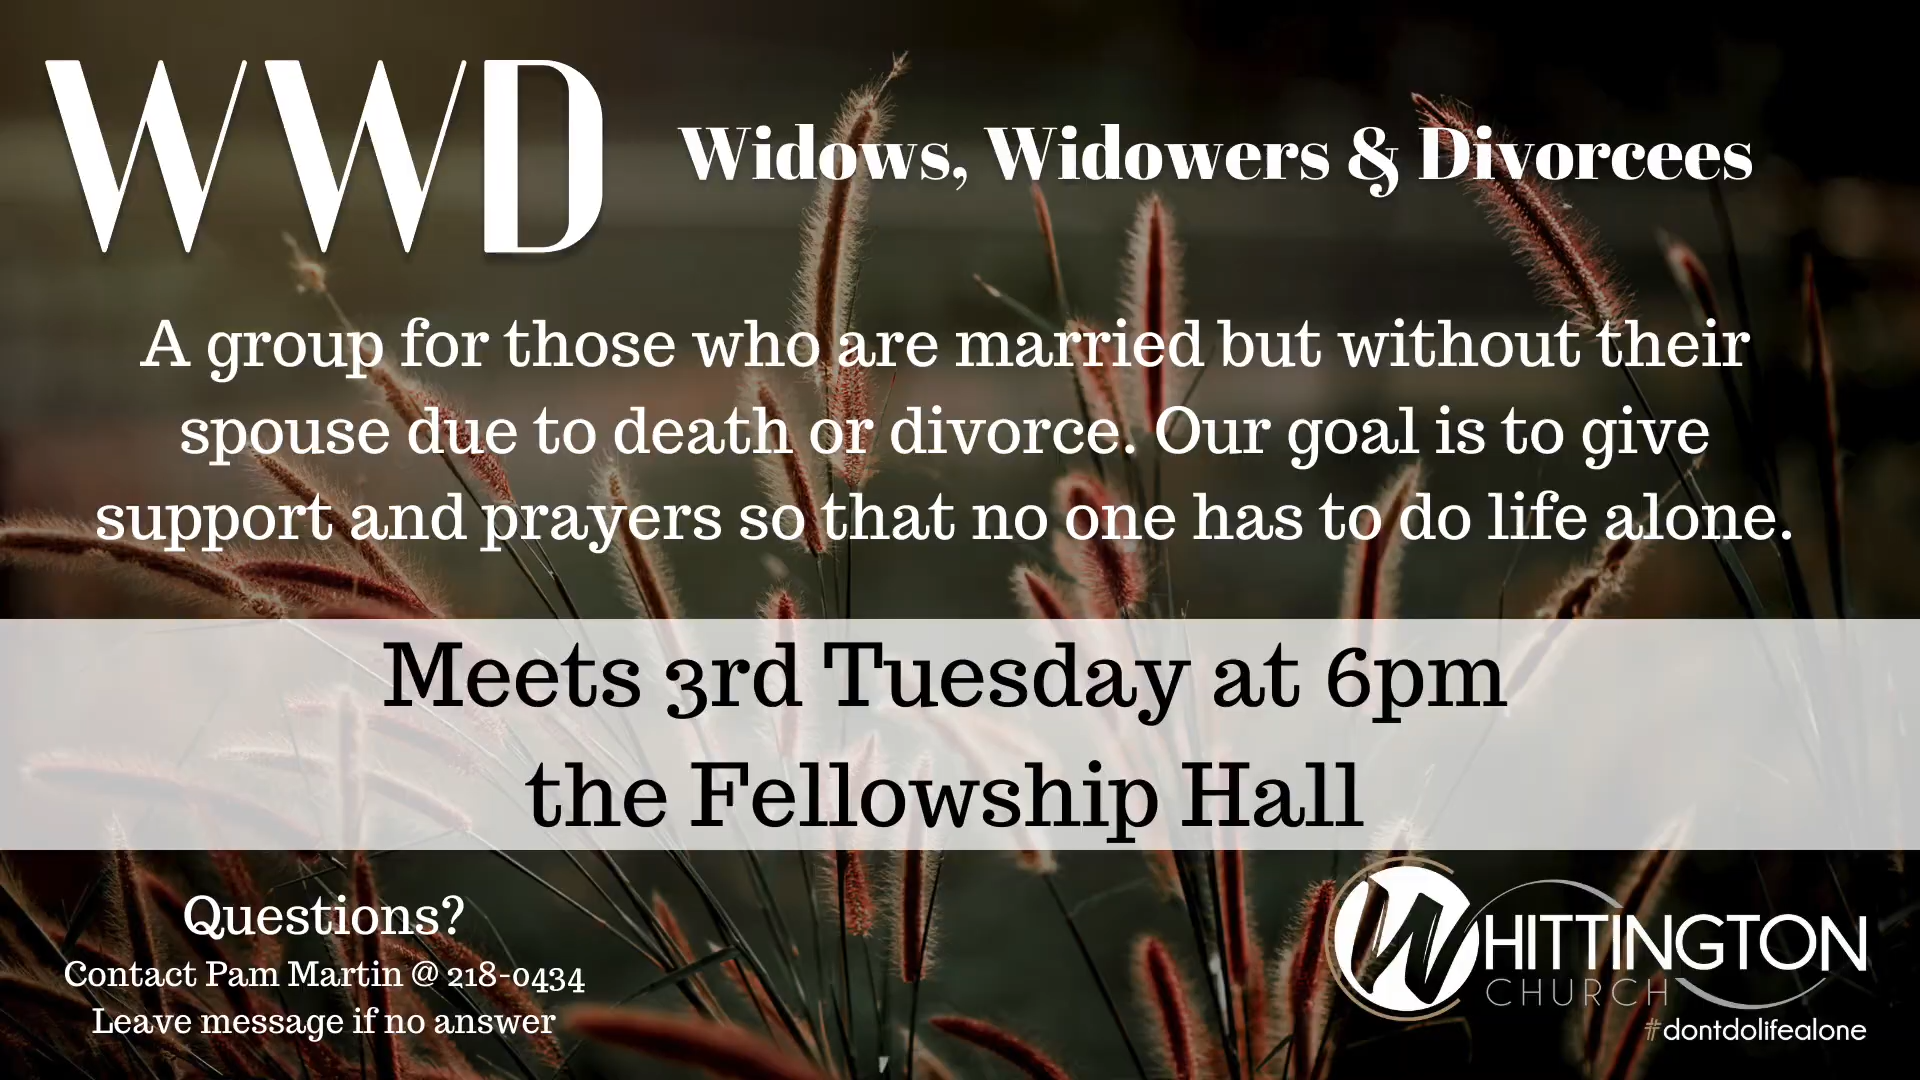 WWD
Widows, Widowers & Divorcees
A group for those who are married but without their
spouse due to death or divorce. Our goal is to give
support and prayers so that no one has to do life alone.
Meets 3rd Tuesday at 6pm
the Fellowship Hall
Questions?
Contact Pam Martin @ 218-0434
Leave message if no answer
WHITTINGTON
CHURCH
#dontdolifealone